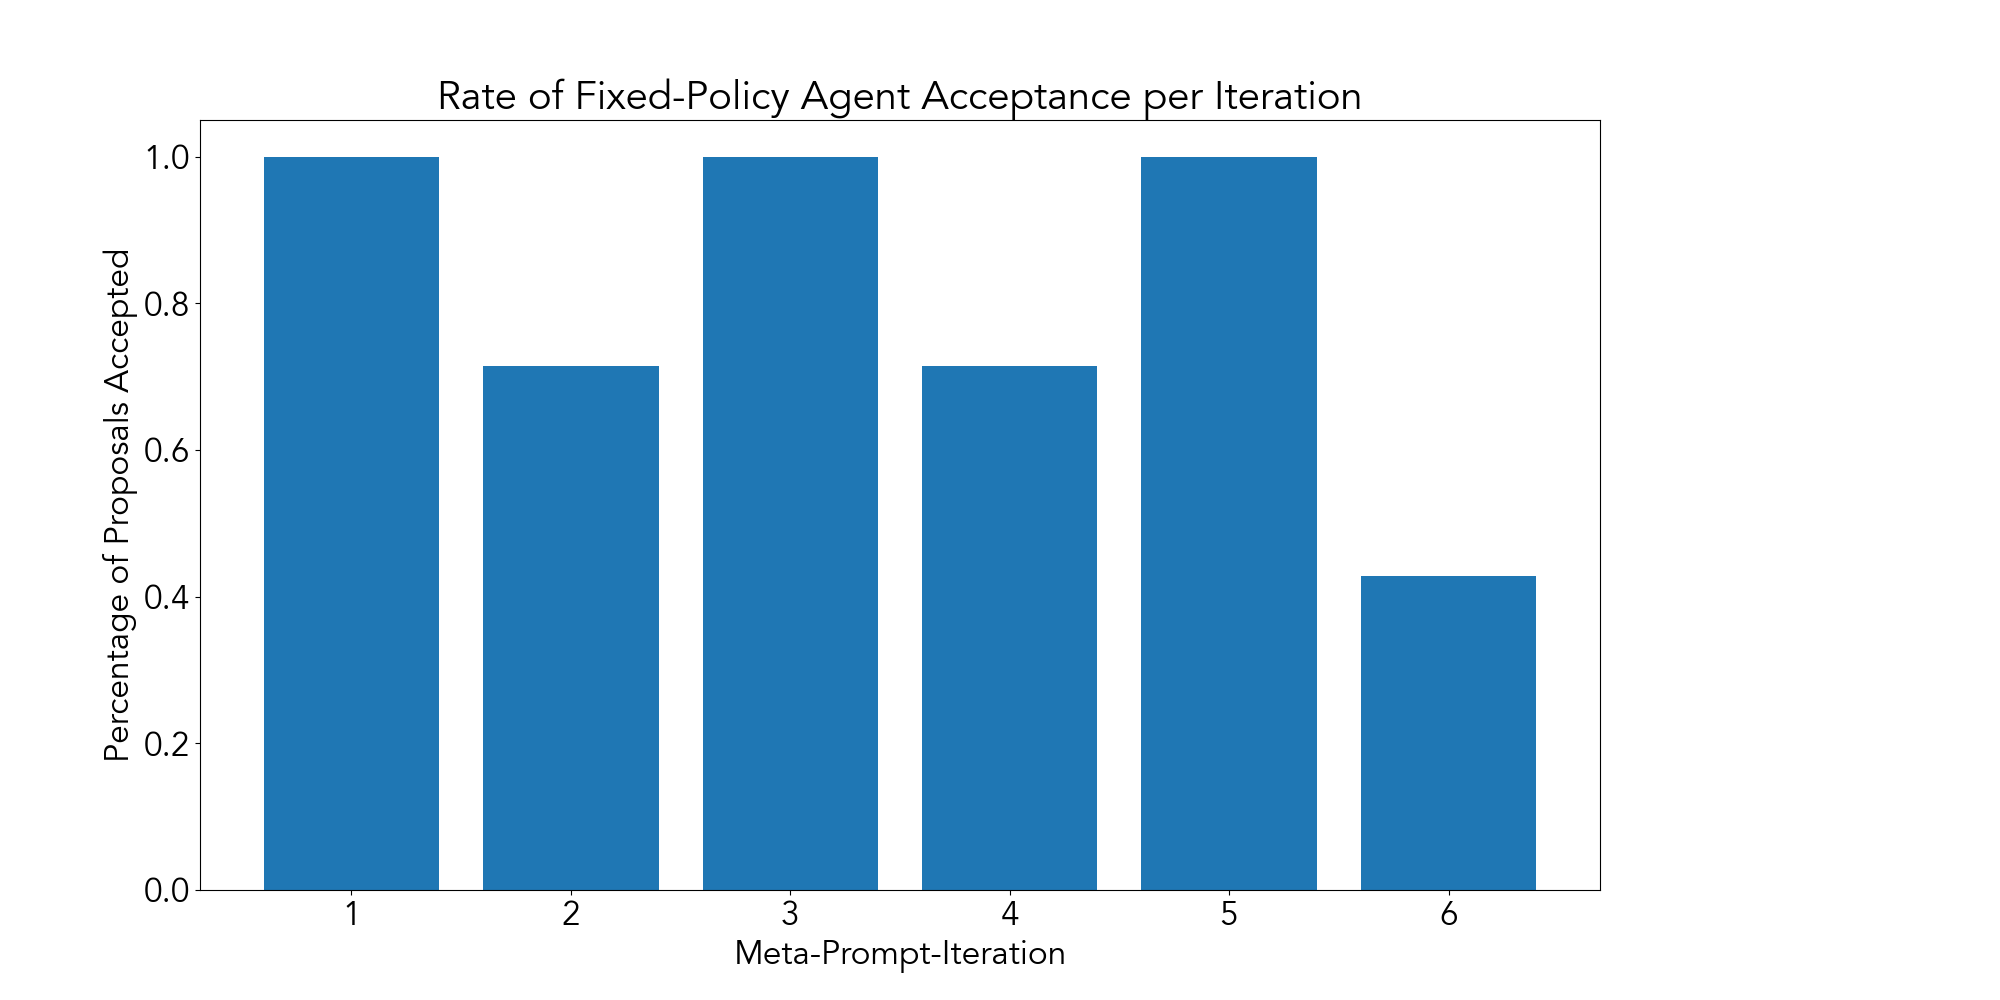 Rate of Fixed-Policy Agent Acceptance per Iteration
Percentage of Proposals Accepted
1.0
0.8
0.6
0.4
0.2
0.0
1 2 3 4 5 6
Meta-Prompt-Iteration